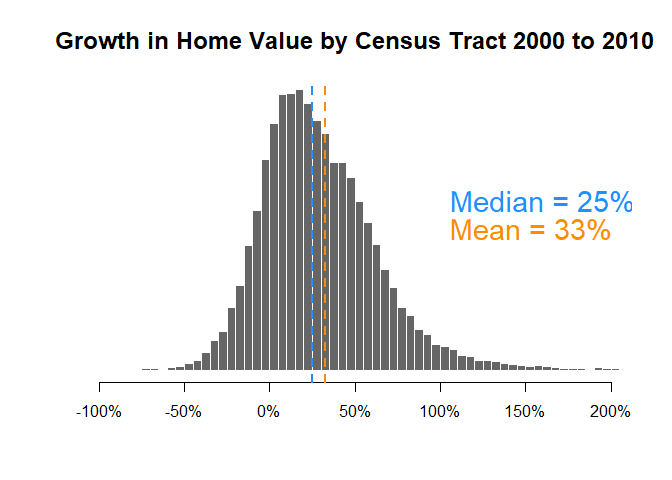 Growth in Home Value by Census Tract 2000 to 2010
Median = 25%
Mean = 33%
-100% -50% 0% 50% 100% 150% 200%